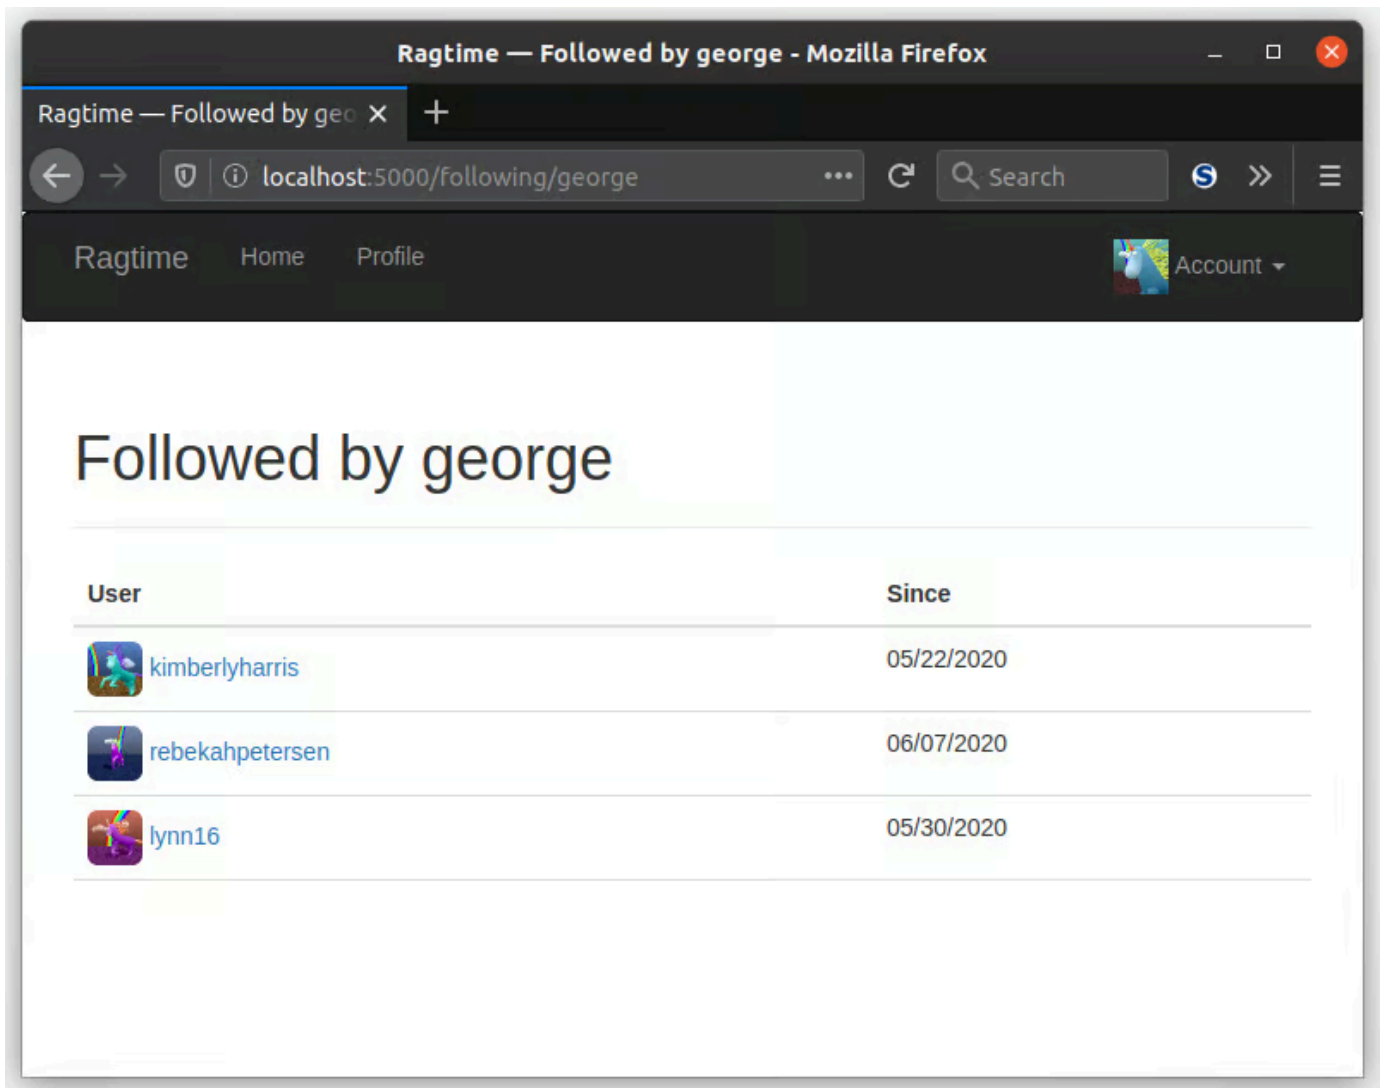 Ragtime — Followed by george - Mozilla Firefox
Ragtime — Followed by geo
localhost:5000/following/george
Search
Ragtime Home Profile Account
Followed by george
User Since
kimberlyharris 05/22/2020
rebekahpetersen 06/07/2020
lynn16 05/30/2020